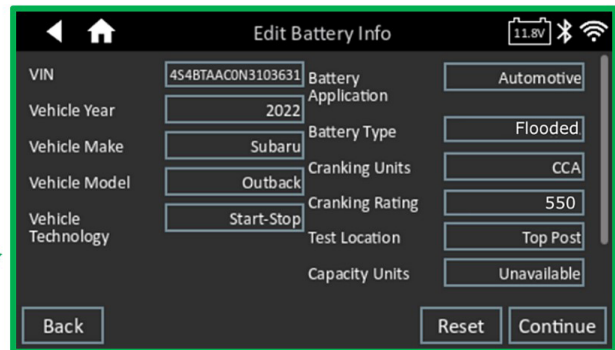 Edit Battery Info
11.8V
VIN 4S4BTAAC0N3103631
Vehicle Year 2022
Vehicle Make Subaru
Vehicle Model Outback
Vehicle
Technology
Start-Stop
Battery
Application
Automotive
Battery Type Flooded
Cranking Units CCA
Cranking Rating 550
Test Location Top Post
Capacity Units Unavailable
Back
Reset
Continue